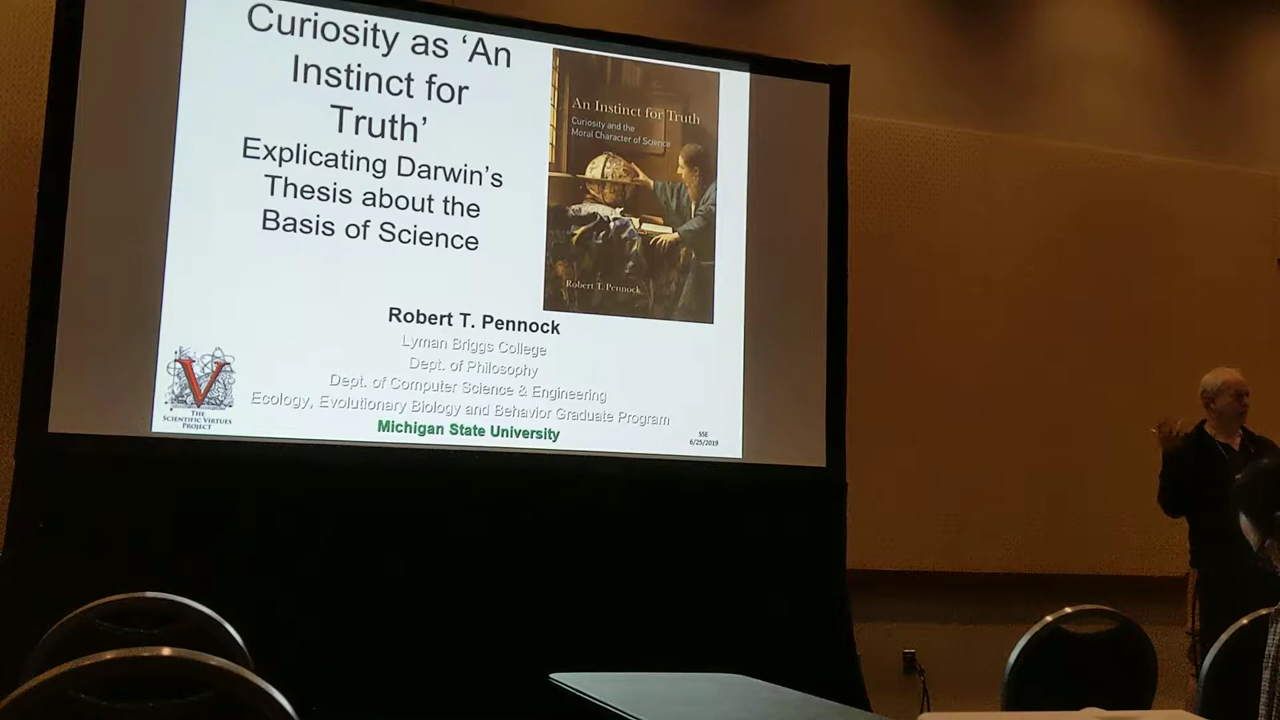 Curiosity as ‘An
Instinct for
Truth’
Explicating Darwin’s
Thesis about the
Basis of Science
An Instinct for Truth
Curiosity and the
Moral Character of Science
Robert T. Pennock
Robert T. Pennock
Lyman Briggs College
Dept. of Philosophy
Dept. of Computer Science & Engineering
Ecology, Evolutionary Biology and Behavior Graduate Program
Michigan State University
V
THE
SCIENTIFIC VIRTUES
PROJECT
SSE
6/25/2019